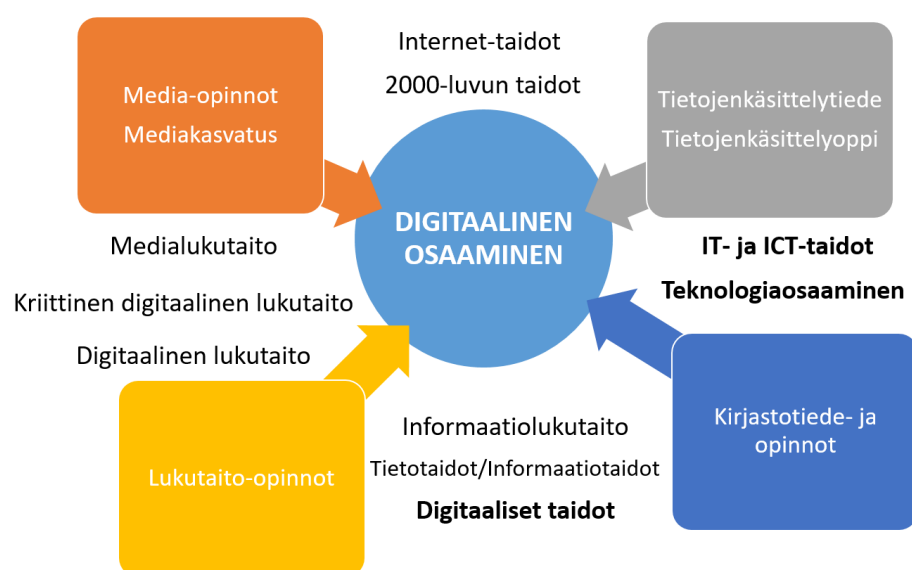 Internet-taidot
2000-luvun taidot
Media-opinnot
Mediakasvatus
Tietojenkäsittelytiede
Tietojenkäsittelyoppi
DIGITAALINEN
OSAAMINEN
Medialukutaito
Kriittinen digitaalinen lukutaito
Digitaalinen lukutaito
IT- ja ICT-taidot
Teknologiaosaaminen
Lukutaito-opinnot
Informaatiolukutaito
Tietotaidot/Informaatiotaidot
Digitaaliset taidot
Kirjastotiede- ja
opinnot